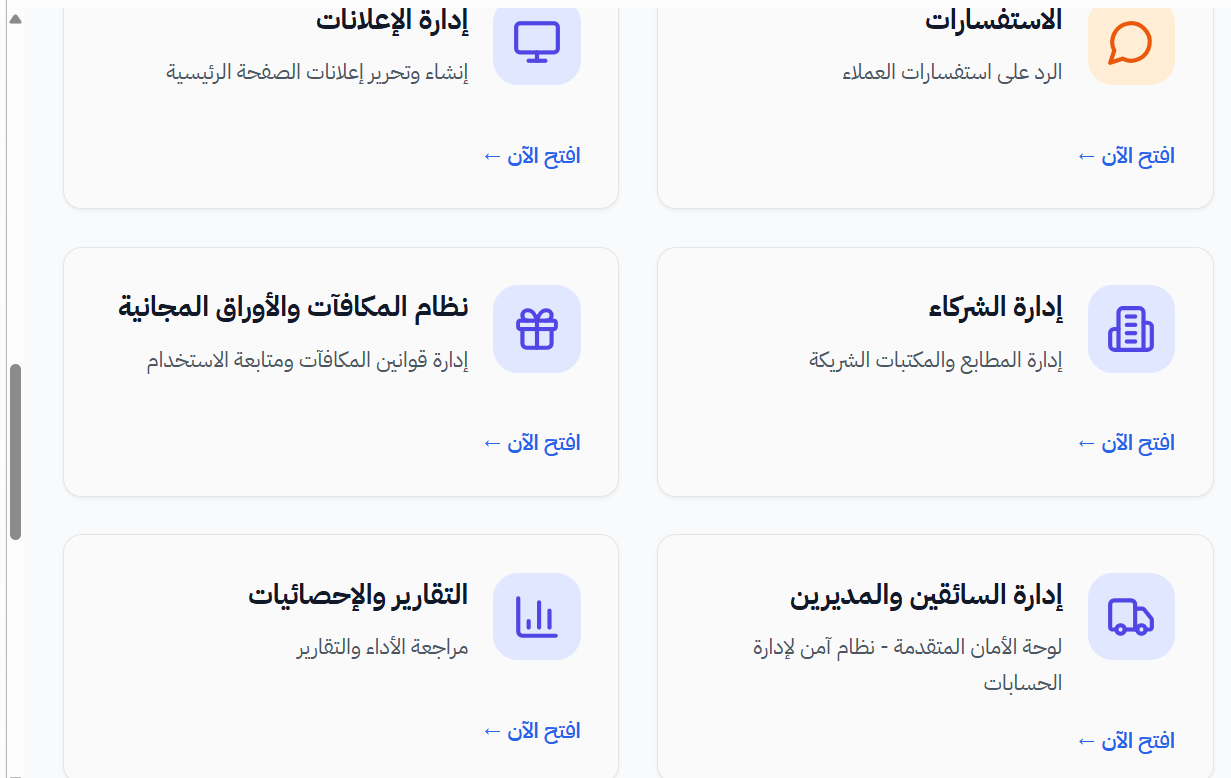 الاستفسارات
الرد على استفسارات العملاء
افتح الآن ←
إدارة الإعلانات
إنشاء وتحرير إعلانات الصفحة الرئيسية
افتح الآن ←
إدارة الشركاء
إدارة المطابع والمكتبات الشريكة
افتح الآن ←
نظام المكافآت والأوراق المجانية
إدارة قوانين المكافآت ومتابعة الاستخدام
افتح الآن ←
إدارة السائقين والمديرين
لوحة الأمان المتقدمة - نظام آمن لإدارة
الحسابات
افتح الآن ←
التقارير والإحصائيات
مراجعة الأداء والتقارير
افتح الآن ←